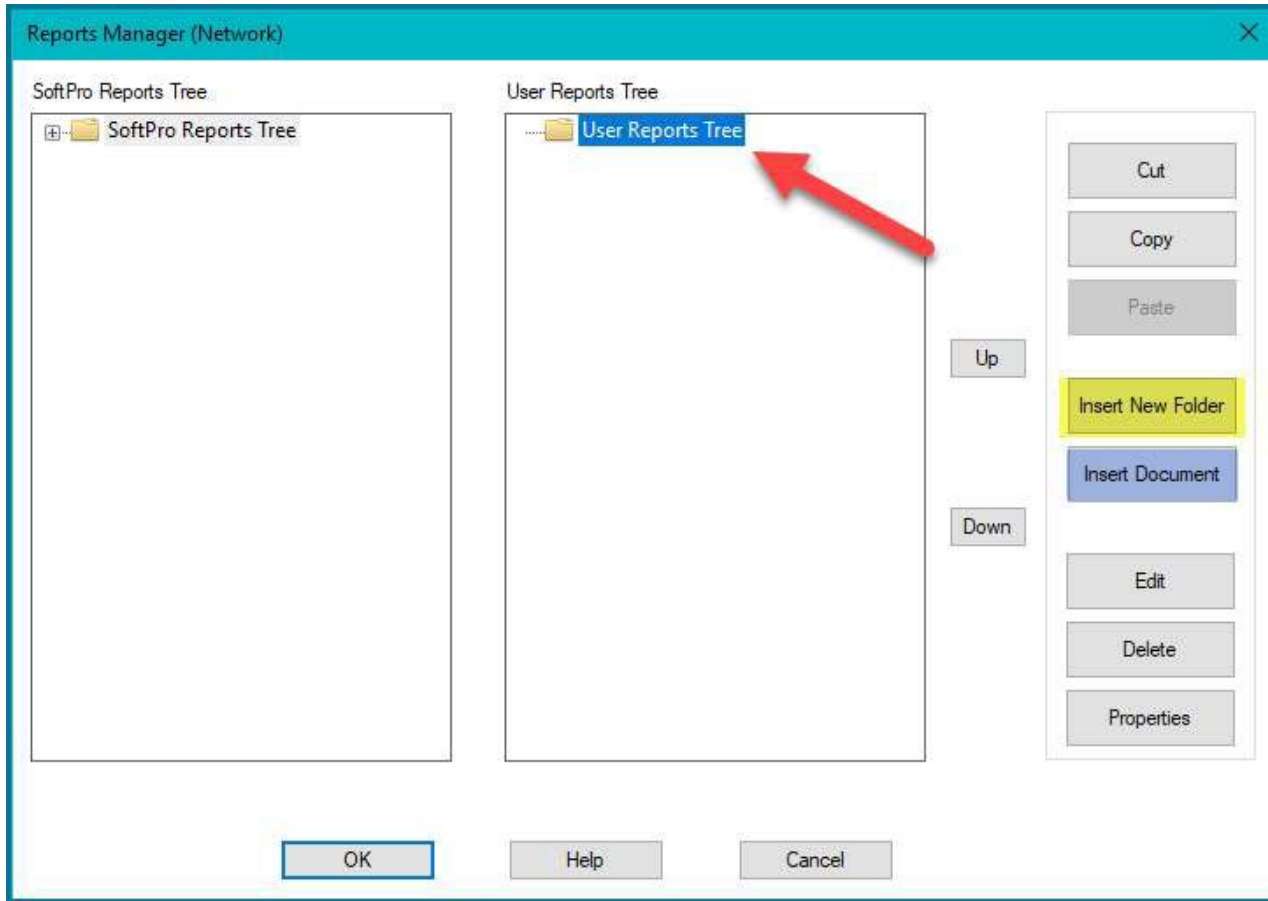 Reports Manager (Network)
SoftPro Reports Tree
User Reports Tree
SoftPro Reports Tree
User Reports Tree
Cut
Copy
Paste
Up
Insert New Folder
Insert Document
Down
Edit
Delete
Properties
OK
Help
Cancel